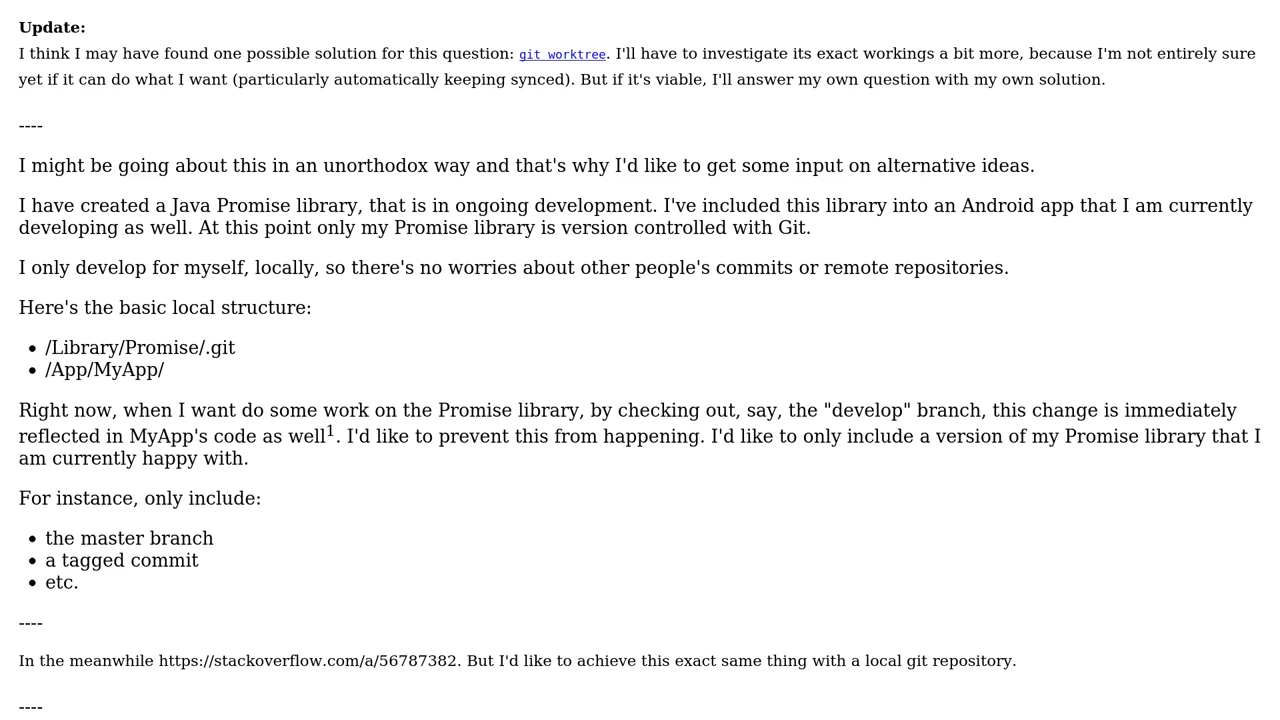 Update:
I think I may have found one possible solution for this question: git worktree. I'll have to investigate its exact workings a bit more, because I'm not entirely sure
yet if it can do what I want (particularly automatically keeping synced). But if it's viable, I'll answer my own question with my own solution.
----
I might be going about this in an unorthodox way and that's why I'd like to get some input on alternative ideas.
I have created a Java Promise library, that is in ongoing development. I've included this library into an Android app that I am currently
developing as well. At this point only my Promise library is version controlled with Git.
I only develop for myself, locally, so there's no worries about other people's commits or remote repositories.
Here's the basic local structure:
• /Library/Promise/.git
• /App/MyApp/
Right now, when I want do some work on the Promise library, by checking out, say, the "develop" branch, this change is immediately
reflected in MyApp's code as well1. I'd like to prevent this from happening. I'd like to only include a version of my Promise library that I
am currently happy with.
For instance, only include:
• the master branch
• a tagged commit
• etc.
----
In the meanwhile https://stackoverflow.com/a/56787382. But I'd like to achieve this exact same thing with a local git repository.
----